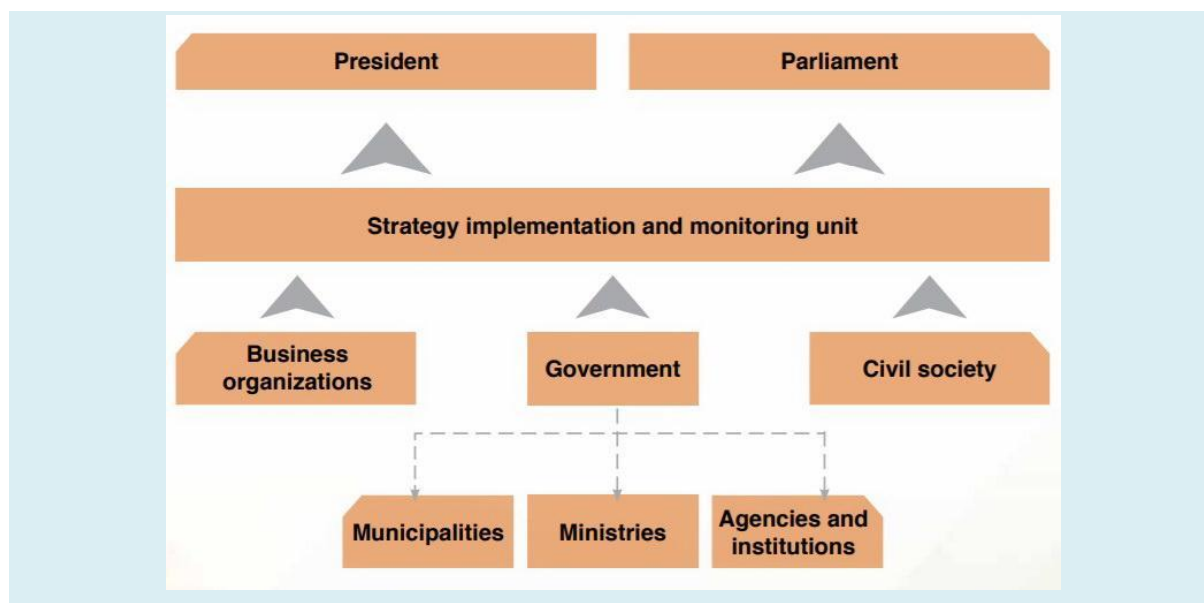 President
Parliament
Strategy implementation and monitoring unit
Business
organizations
Government
Civil society
Municipalities
Ministries
Agencies and
institutions